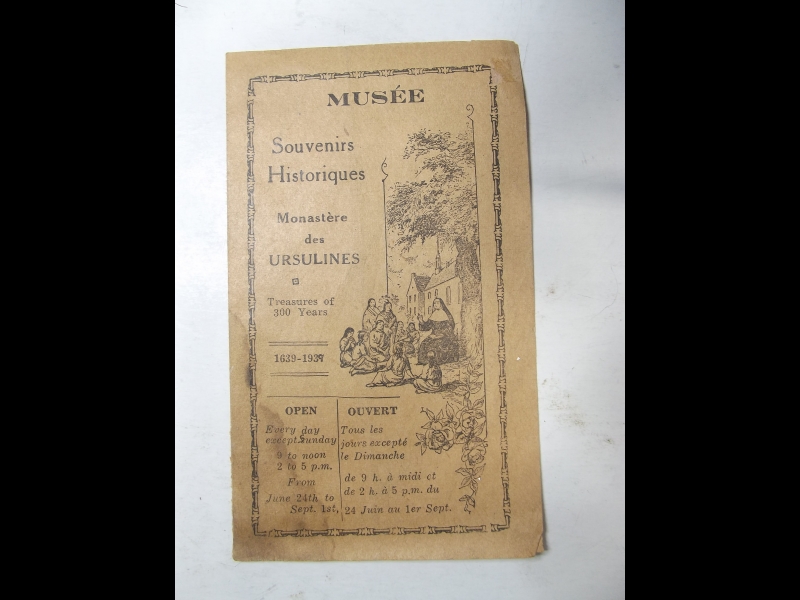 MUSÉE
Souvenirs
Historiques
Monastère
des
URSULINES
Treasures of
300 Years
1639-1937
OPEN
Every day
except Sunday
9 to noon
2 to 5 p.m.
From
June 24th to
Sept. 1st,
OUVERT
Tous les
jours excepté
le Dimanche
de 9 h. à midi et
de 2 h. à 5 p.m. du
24 Juin au 1er Sept.